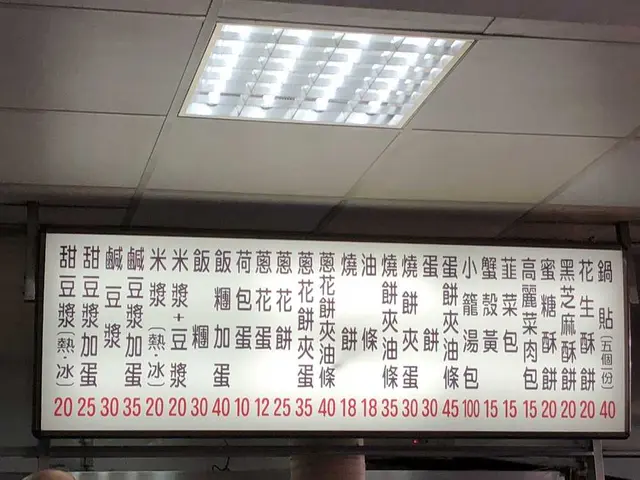 甜豆漿(熱·冰) 20
甜豆漿加蛋 25
鹹豆漿 30
鹹豆漿加蛋 35
米漿(熱·冰) 20
米漿+豆漿 20
飯糰 30
飯糰加蛋 40
荷包蛋 10
蔥花蛋 12
蔥花餅 25
蔥花餅夾蛋 35
蔥花餅夾油條 40
燒餅 18
油條 18
燒餅夾油條 35
燒餅夾蛋 30
蛋餅 30
蛋餅夾油條 45
小籠湯包 100
蟹殼黃 15
韮菜包 15
高麗菜肉包 15
蜜糖酥餅 20
黑芝麻酥餅 20
花生酥餅 20
鍋貼(五個一份) 40